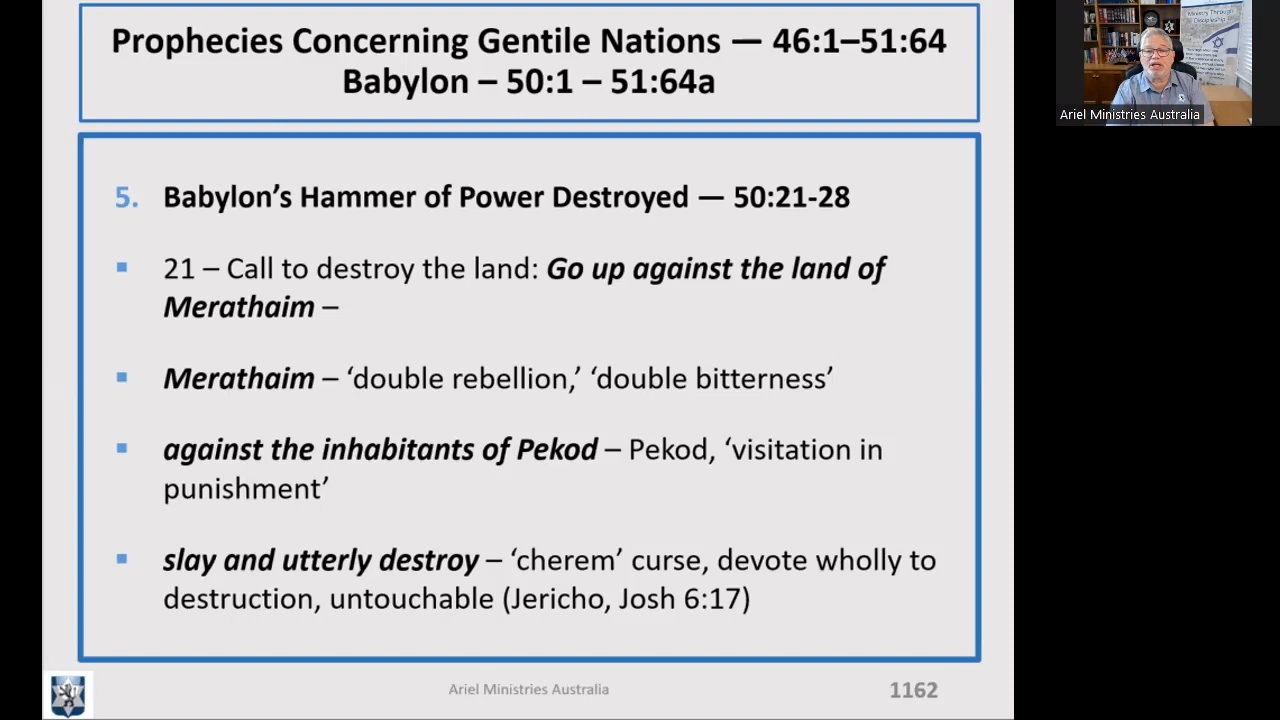 Prophecies Concerning Gentile Nations — 46:1–51:64
Babylon – 50:1 – 51:64a
5. Babylon’s Hammer of Power Destroyed — 50:21-28
▪ 21 – Call to destroy the land: Go up against the land of
Merathaim –
▪ Merathaim – ‘double rebellion,’ ‘double bitterness’
▪ against the inhabitants of Pekod – Pekod, ‘visitation in
punishment’
▪ slay and utterly destroy – ‘cherem’ curse, devote wholly to
destruction, untouchable (Jericho, Josh 6:17)
Ariel Ministries Australia
1162
Ministry Through
Discipleship
Ariel Ministries Australia